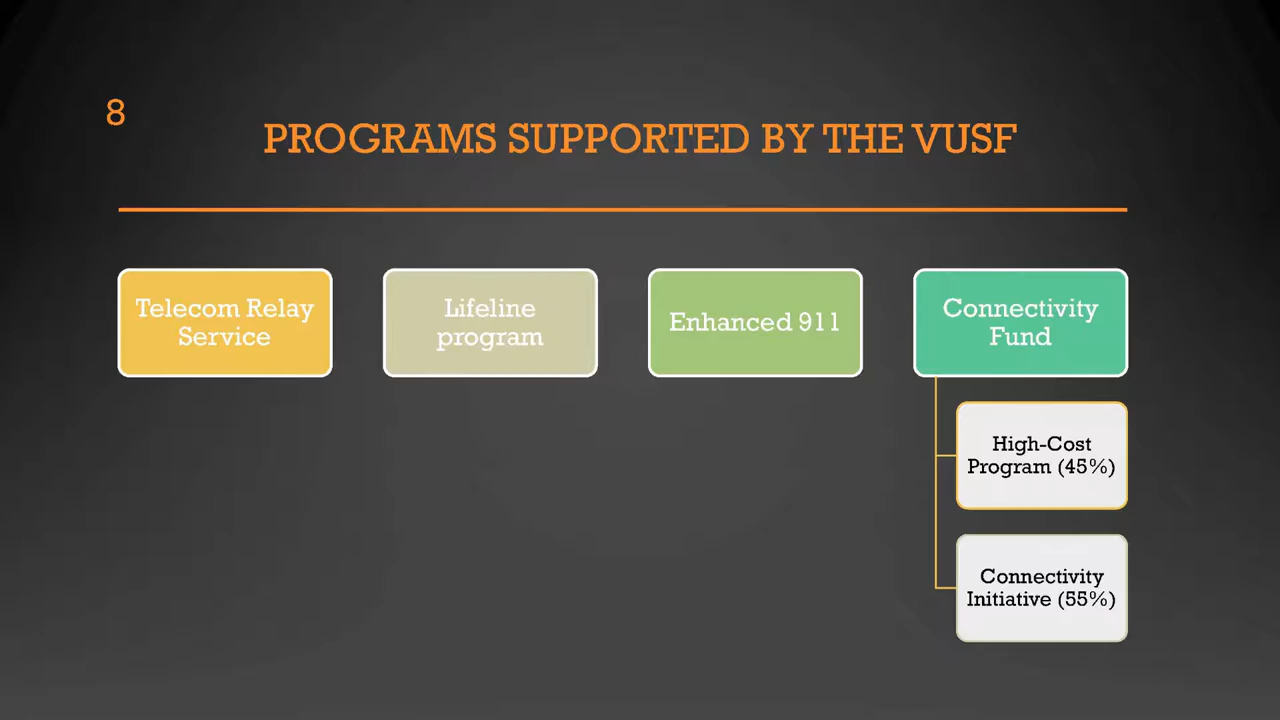 8
PROGRAMS SUPPORTED BY THE VUSF
Telecom Relay
Service
Lifeline
program
Enhanced 911
Connectivity
Fund
High-Cost
Program (45%)
Connectivity
Initiative (55%)